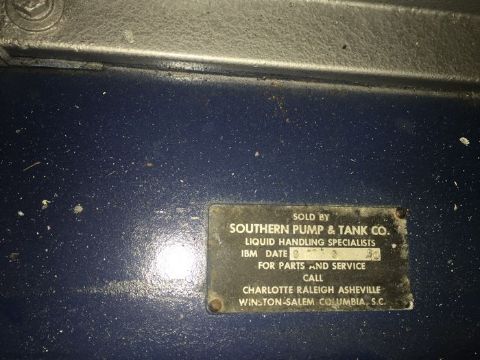 SOLD BY
SOUTHERN PUMP & TANK CO.
LIQUID HANDLING SPECIALISTS
IBM DATE
FOR PARTS AND SERVICE
CALL
CHARLOTTE RALEIGH ASHEVILLE
WINSTON-SALEM COLUMBIA, S.C.